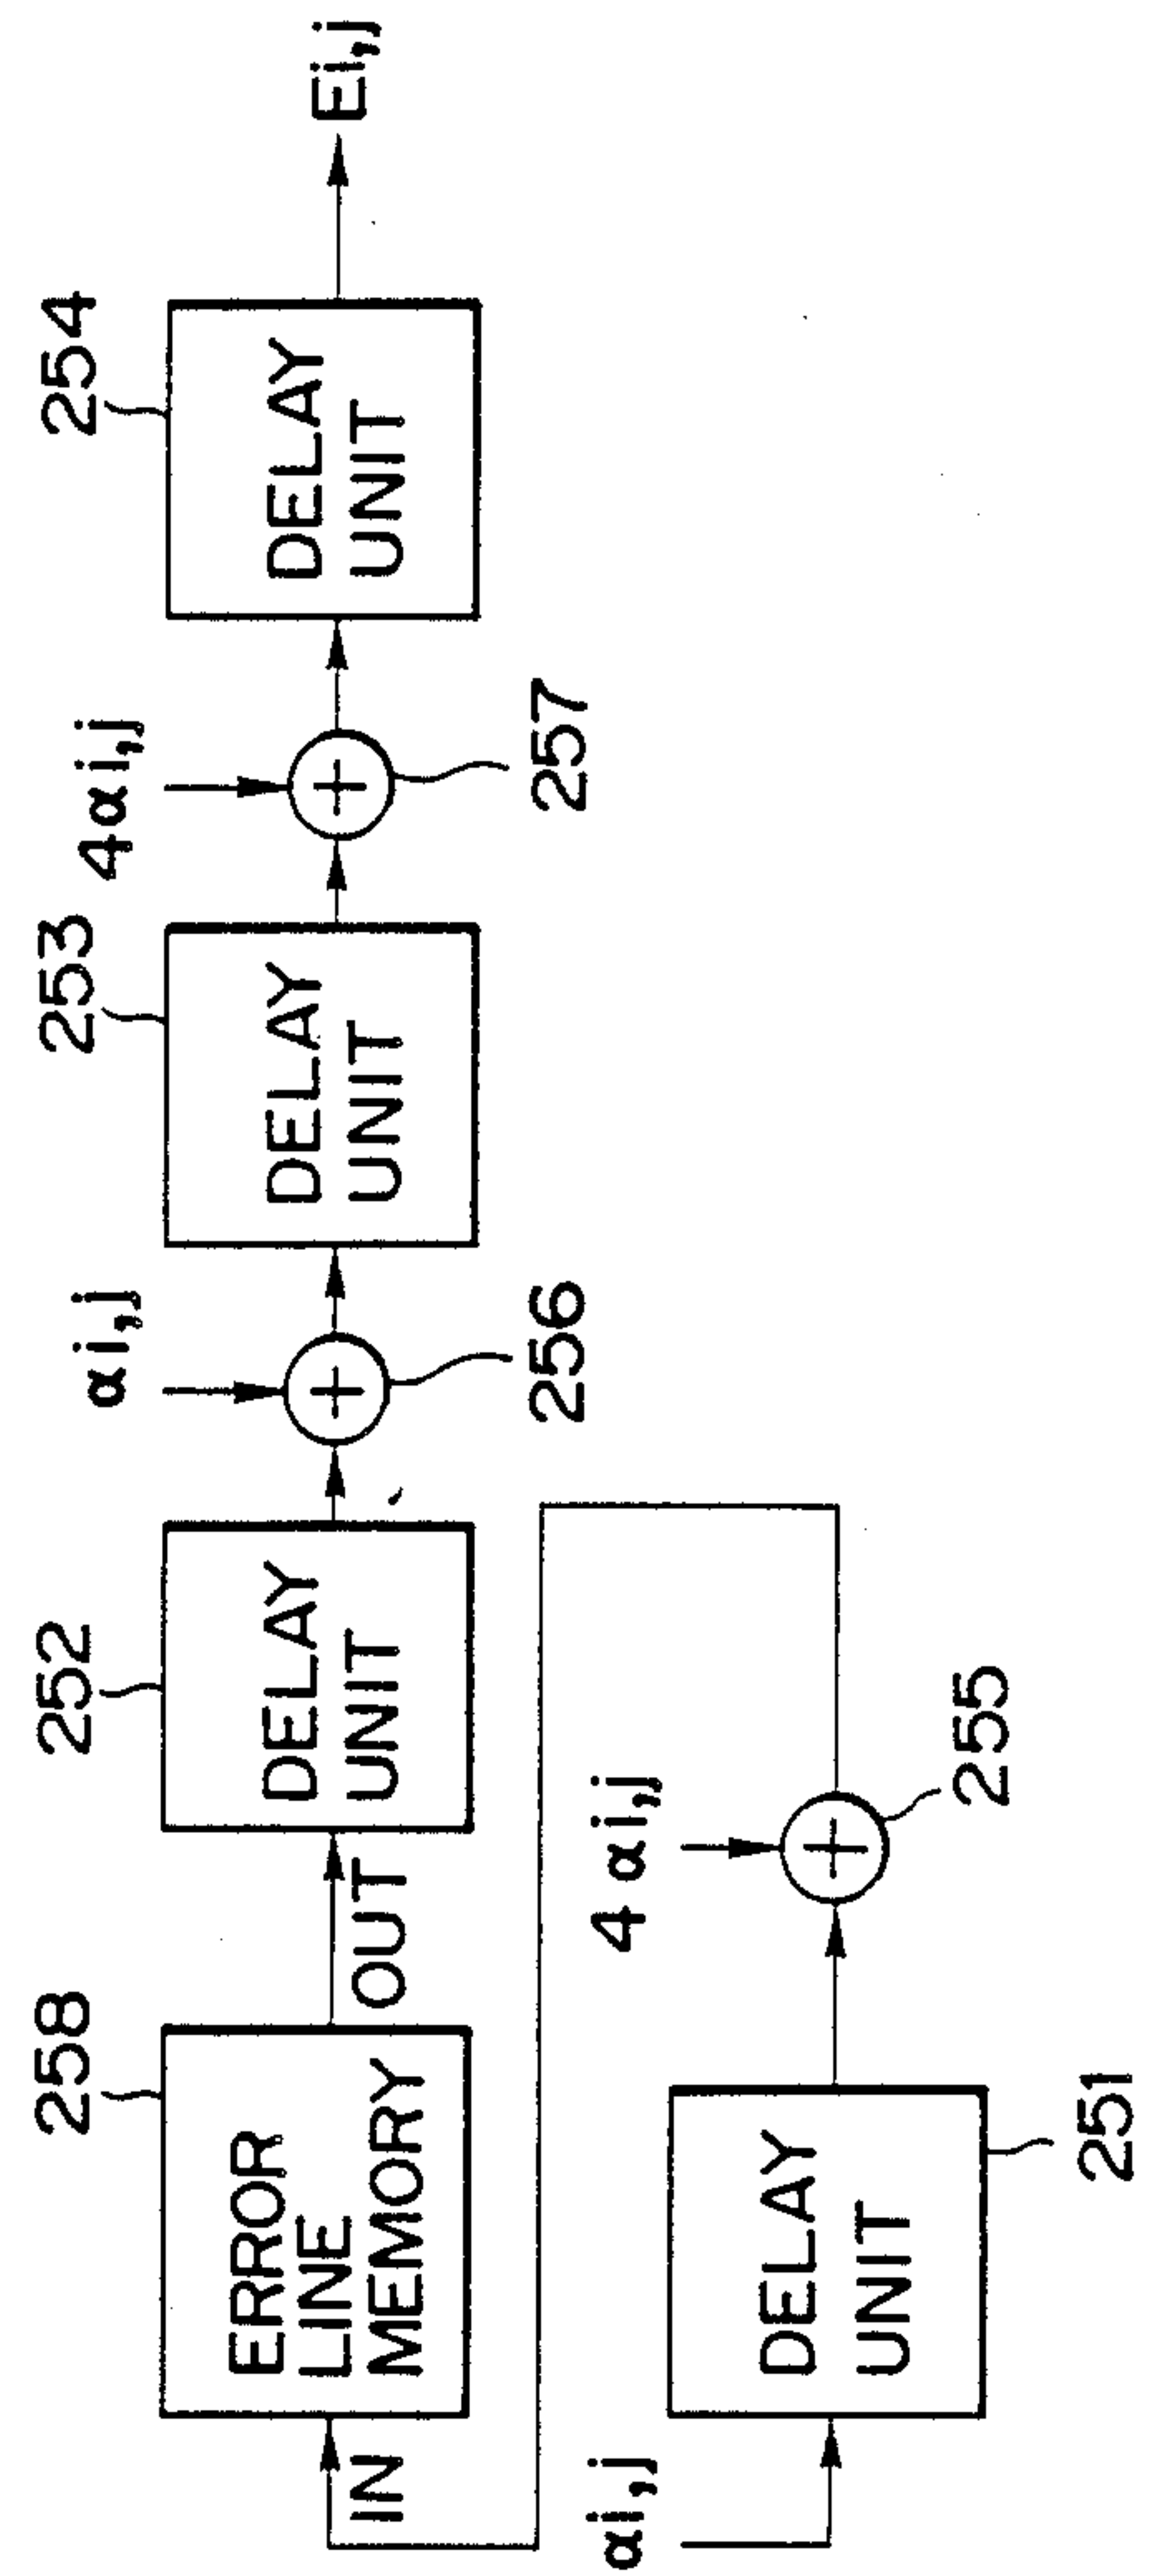 258
ERROR
LINE
MEMORY
IN
OUT
252
DELAY
UNIT
αi,j
256
253
DELAY
UNIT
4αi,j
257
254
DELAY
UNIT
Ei,j
αi,j
DELAY
UNIT
251
4αi,j
255